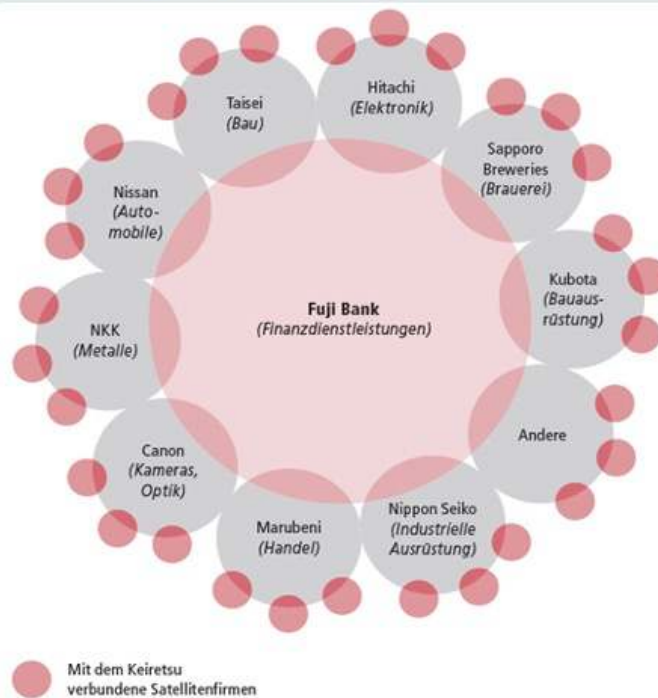 Taisei
(Bau)
Hitachi
(Elektronik)
Sapporo
Breweries
(Brauerei)
Nissan
(Auto-
mobile)
Kubota
(Bauaus-
rüstung)
Fuji Bank
(Finanzdienstleistungen)
NKK
(Metalle)
Andere
Canon
(Kameras,
Optik)
Marubeni
(Handel)
Nippon Seiko
(Industrielle
Ausrüstung)
Mit dem Keiretsu
verbundene Satellitenfirmen